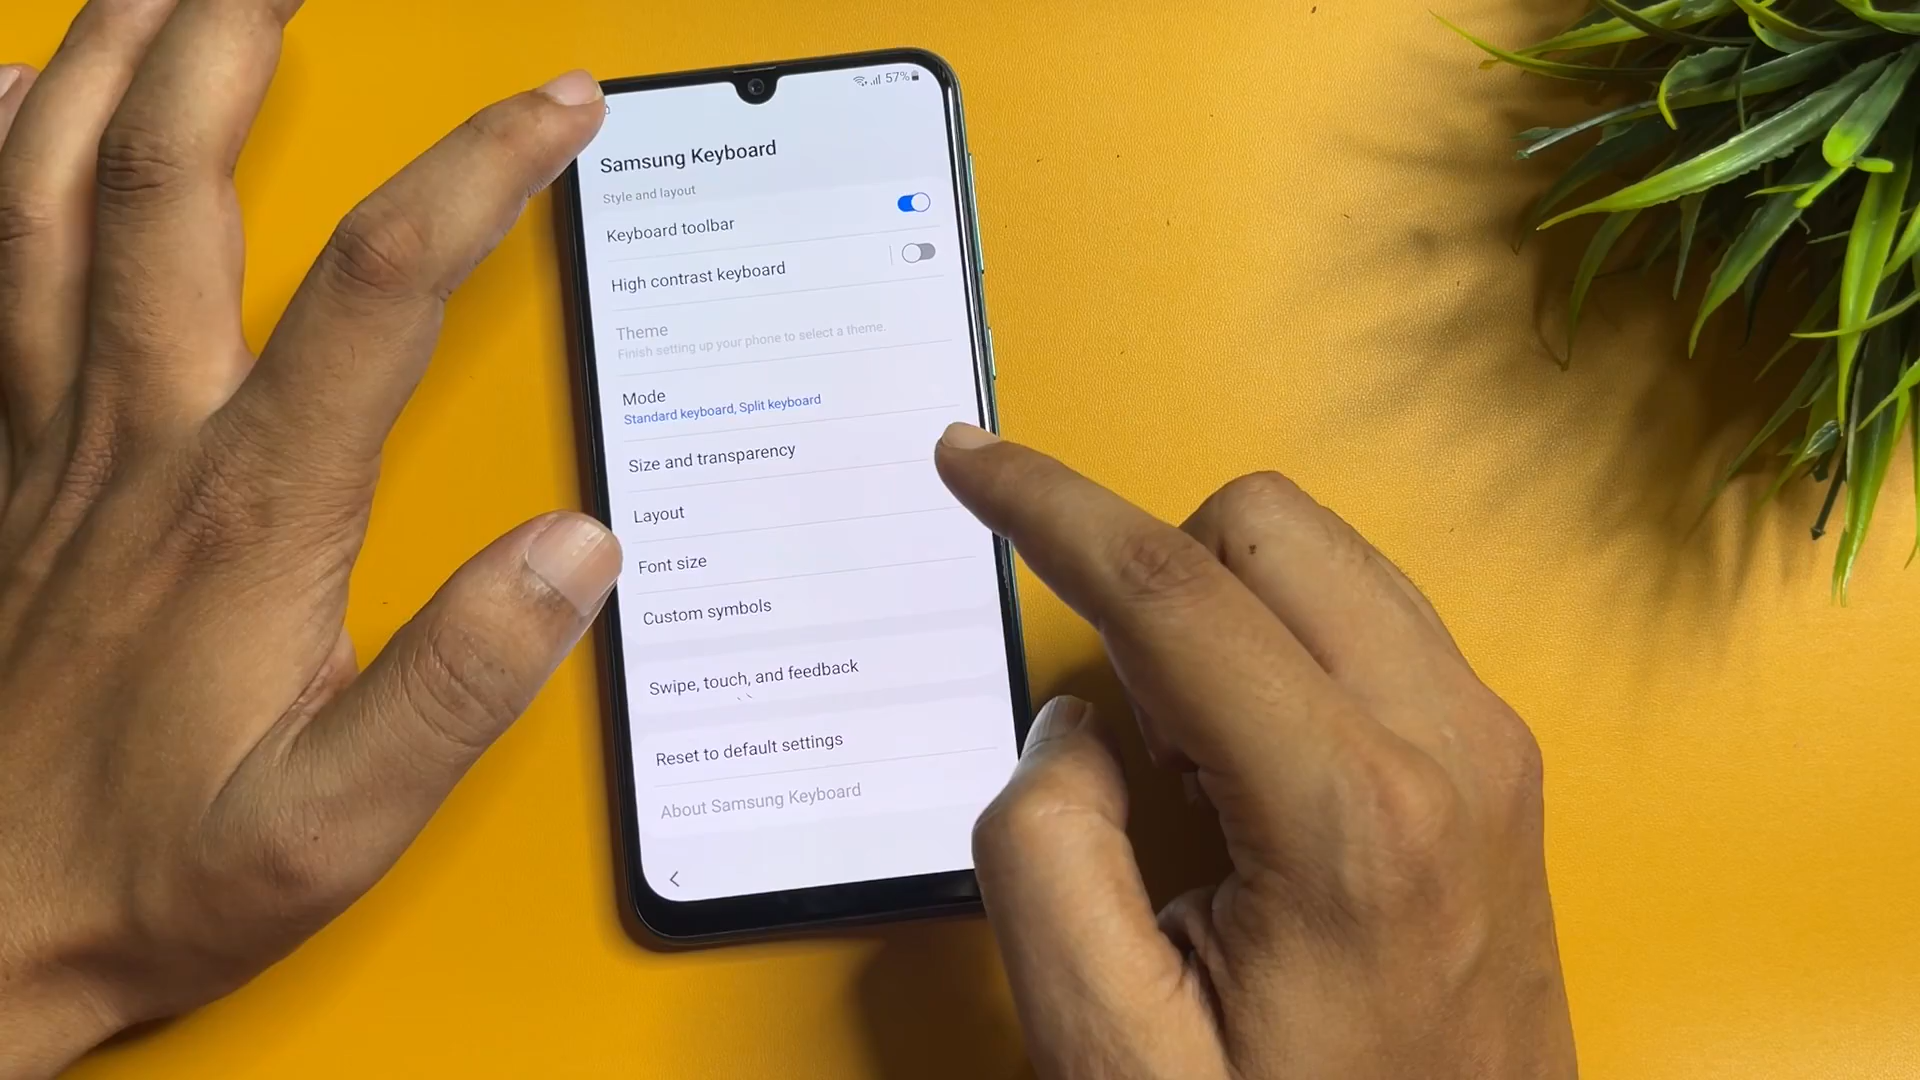 57%
Samsung Keyboard
Style and layout
Keyboard toolbar
High contrast keyboard
Theme
Finish setting up your phone to select a theme.
Mode
Standard keyboard, Split keyboard
Size and transparency
Layout
Font size
Custom symbols
Swipe, touch, and feedback
Reset to default settings
About Samsung Keyboard